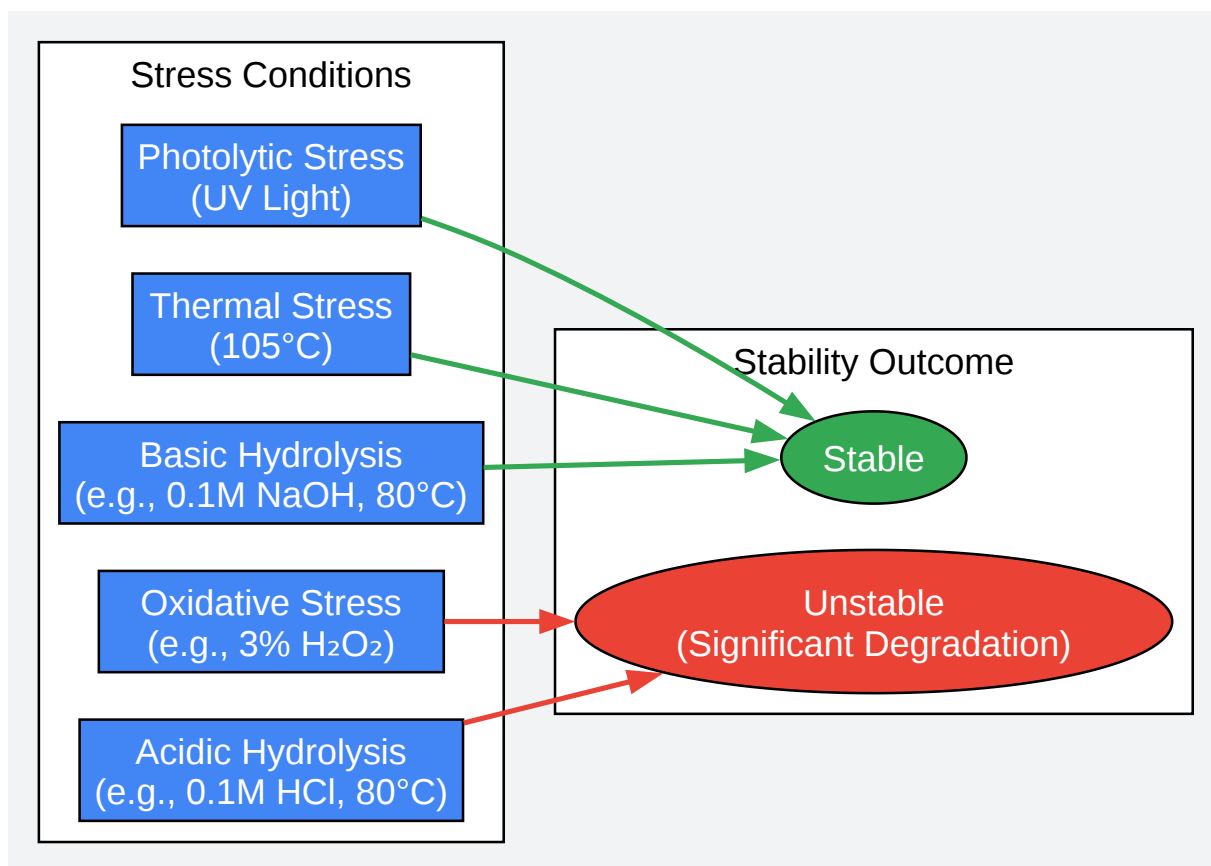 Stress Conditions
Photolytic Stress
(UV Light)
Thermal Stress
(105°C)
Basic Hydrolysis
(e.g., 0.1M NaOH, 80°C)
Oxidative Stress
(e.g., 3% H₂O₂)
Acidic Hydrolysis
(e.g., 0.1M HCl, 80°C)
Stability Outcome
Stable
Unstable
(Significant Degradation)